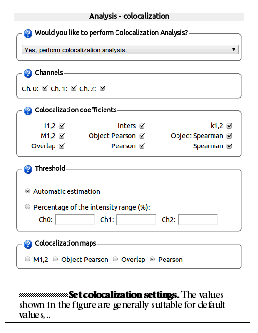 Analysis - colocalization
Would you like to perform Colocalization Analysis?
Yes, perform colocalization analysis.
Channels
Ch. 0: Ch. 1: Ch. 2:
Colocalization coefficients
I1,2 Inters k1,2
M1,2 Object Pearson Object Spearman
Overlap Pearson Spearman
Threshold
Automatic estimation
Percentage of the intensity range (%):
Ch0: Ch1: Ch2:
Colocalization maps
M1,2 Object Pearson Overlap Pearson
Set colocalization settings. The values
shown in the figure are generally suitable for default
values,..